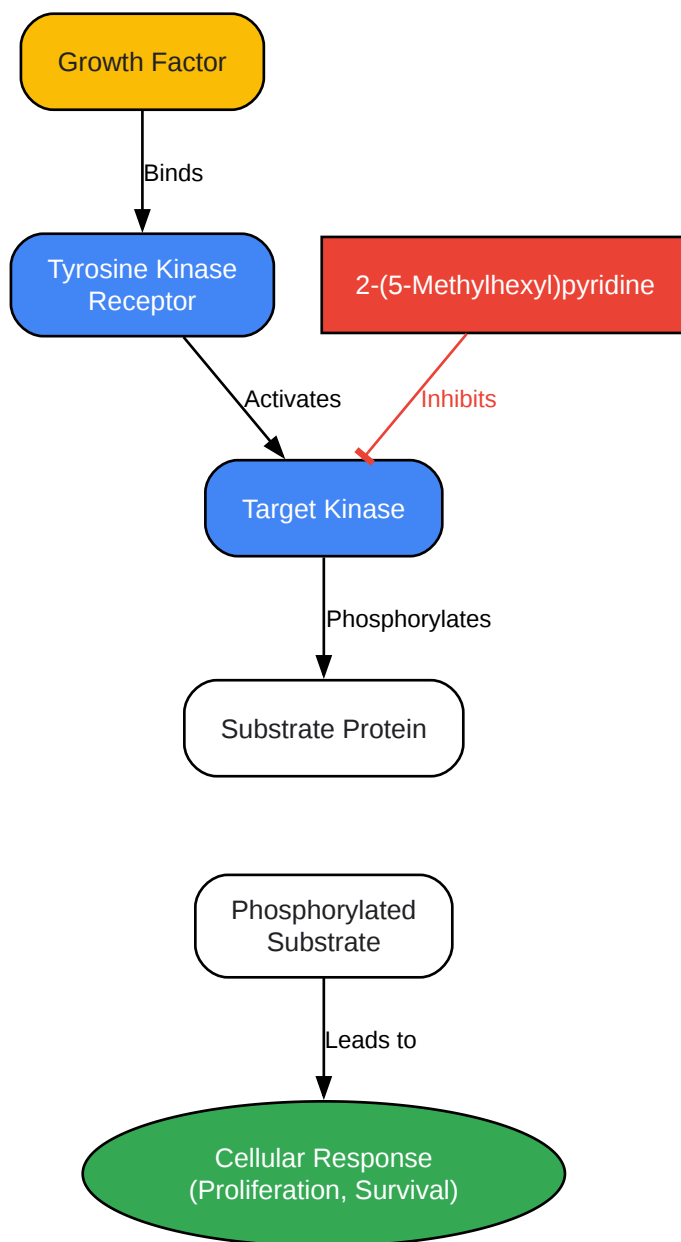 Growth Factor
Binds
Tyrosine Kinase
Receptor
2-(5-Methylhexyl)pyridine
Activates
Inhibits
Target Kinase
Phosphorylates
Substrate Protein
Phosphorylated
Substrate
Leads to
Cellular Response
(Proliferation, Survival)